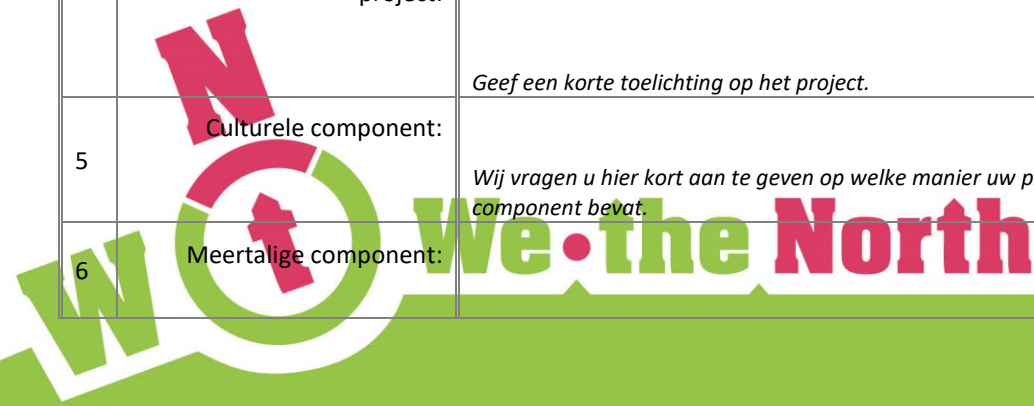 project:
Geef een korte toelichting op het project.
5
Culturele component:
Wij vragen u hier kort aan te geven op welke manier uw p
component bevat.
6
Meertalige component:
N
W
t
We•the North